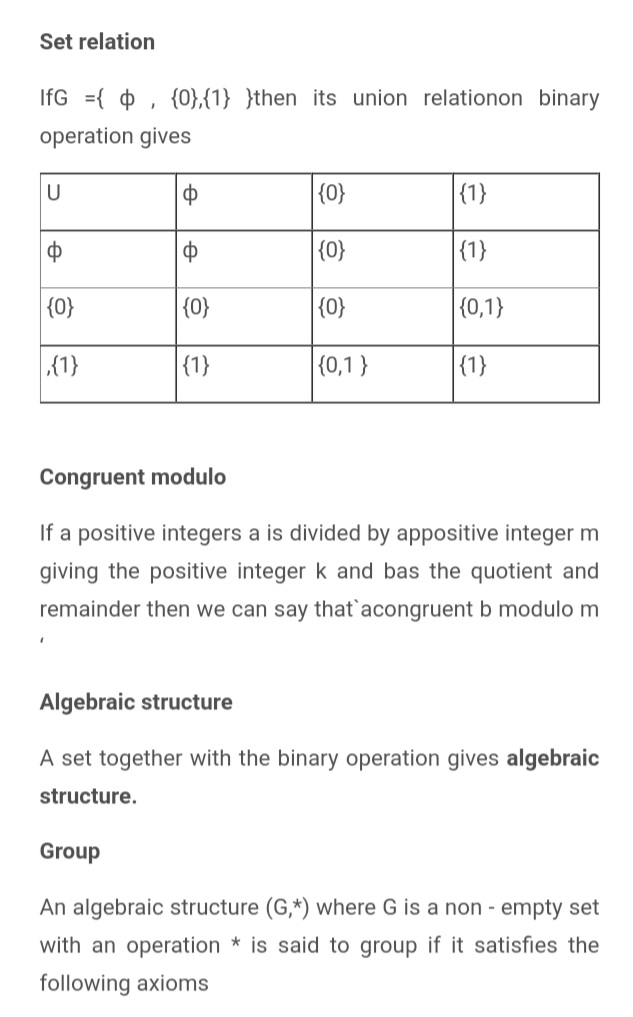 Set relation
IfG ={ ф , {0},{1} }then its union relationon binary
operation gives
U ф {0} {1}
ф ф {0} {1}
{0} {0} {0} {0,1}
,{1} {1} {0,1 } {1}
Congruent modulo
If a positive integers a is divided by appositive integer m
giving the positive integer k and bas the quotient and
remainder then we can say that`acongruent b modulo m
‘
Algebraic structure
A set together with the binary operation gives algebraic
structure.
Group
An algebraic structure (G,*) where G is a non - empty set
with an operation * is said to group if it satisfies the
following axioms